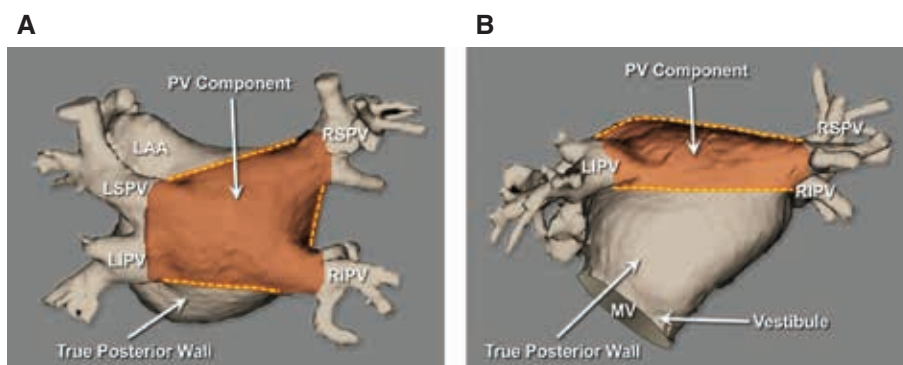 A
PV Component
LAA
RSPV
LSPV
LIPV
RIPV
True Posterior Wall
B
PV Component
RSPV
LIPV
RIPV
MV
Vestibule
True Posterior Wall